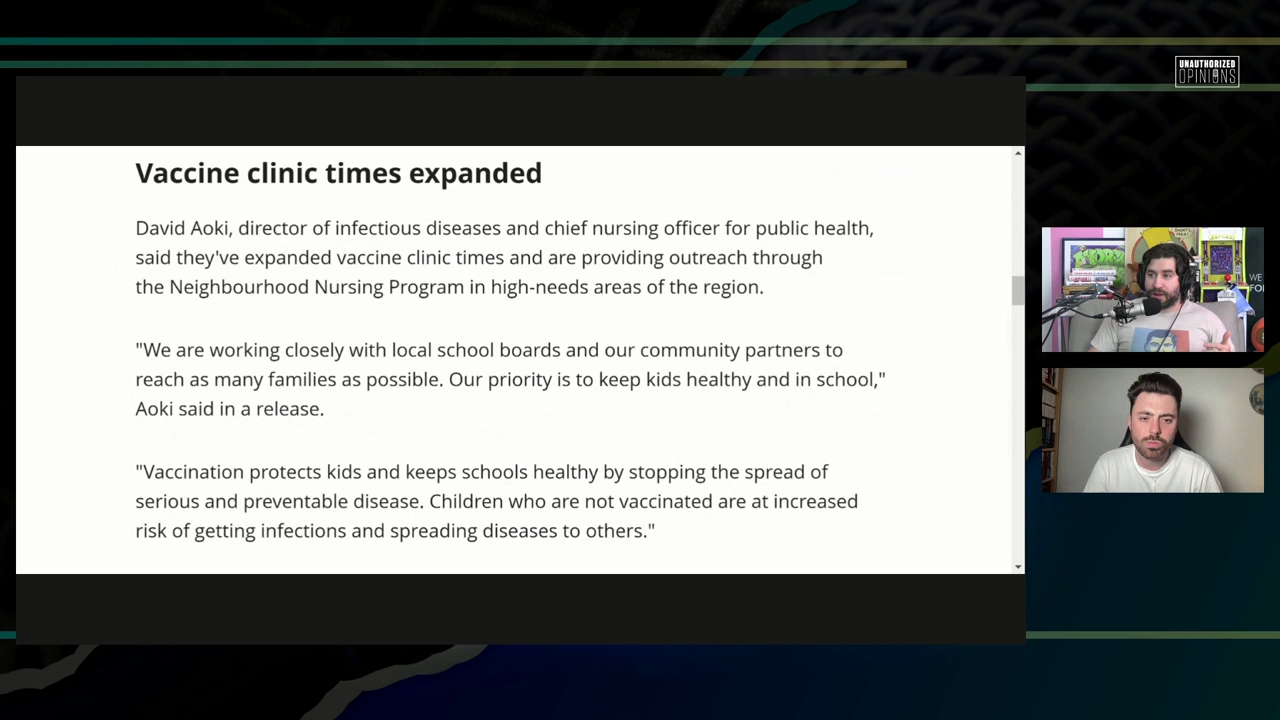 UNAUTHORIZED
OPINIONS
Vaccine clinic times expanded
David Aoki, director of infectious diseases and chief nursing officer for public health,
said they've expanded vaccine clinic times and are providing outreach through
the Neighbourhood Nursing Program in high-needs areas of the region.
"We are working closely with local school boards and our community partners to
reach as many families as possible. Our priority is to keep kids healthy and in school,"
Aoki said in a release.
"Vaccination protects kids and keeps schools healthy by stopping the spread of
serious and preventable disease. Children who are not vaccinated are at increased
risk of getting infections and spreading diseases to others."
WE
FO